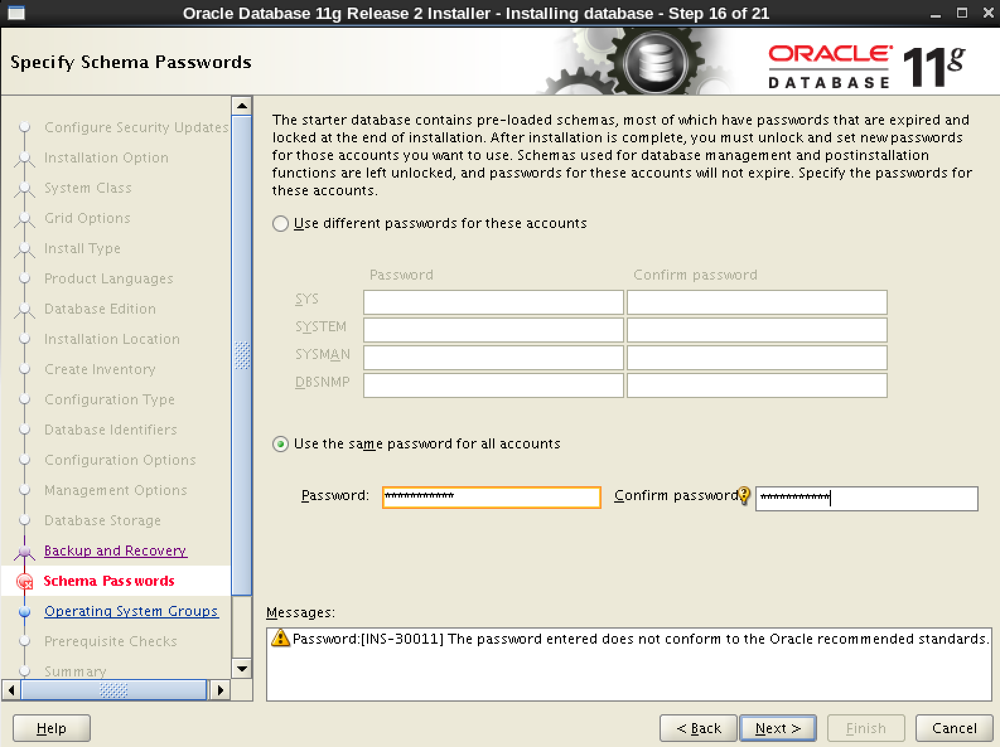 Oracle Database 11g Release 2 Installer - Installing database - Step 16 of 21
Specify Schema Passwords
ORACLE
DATABASE
11g
Configure Security Updates
Installation Option
System Class
Grid Options
Install Type
Product Languages
Database Edition
Installation Location
Create Inventory
Configuration Type
Database Identifiers
Configuration Options
Management Options
Database Storage
Backup and Recovery
Schema Passwords
Operating System Groups
Prerequisite Checks
Summary
The starter database contains pre-loaded schemas, most of which have passwords that are expired and
locked at the end of installation. After installation is complete, you must unlock and set new passwords
for those accounts you want to use. Schemas used for database management and postinstallation
functions are left unlocked, and passwords for these accounts will not expire. Specify the passwords for
these accounts.
Use different passwords for these accounts
Password Confirm password
SYS
SYSTEM
SYSMAN
DBSNMP
Use the same password for all accounts
Password: *********** Confirm password: ***********
Messages:
Password:[INS-30011] The password entered does not conform to the Oracle recommended standards.
Help < Back Next > Finish Cancel